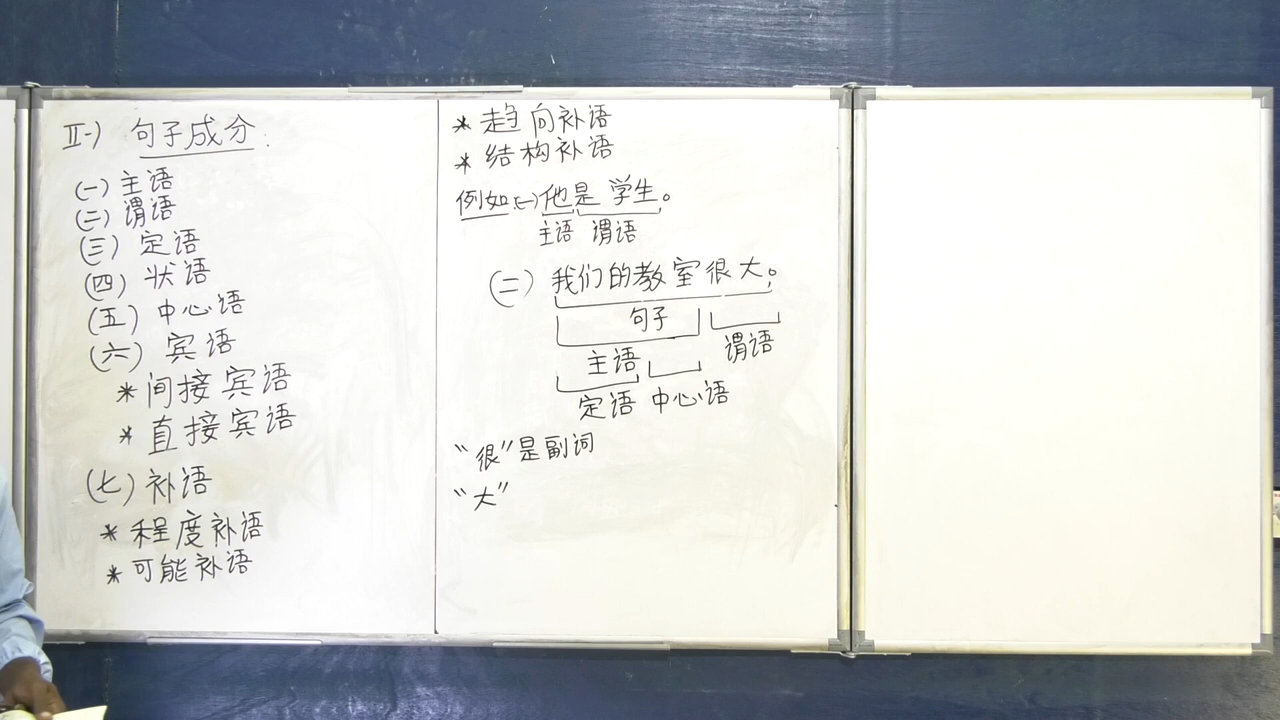 II-) 句子成分:
(一) 主语
(二) 谓语
(三) 定语
(四) 状语
(五) 中心语
(六) 宾语
* 间接宾语
* 直接宾语
(七) 补语
* 程度补语
* 可能补语
* 趋向补语
* 结构补语
例如:(一)他是学生。
主语 谓语
(二) 我们的教室很大。
句子
主语 谓语
定语 中心语
“很”是副词
“大”